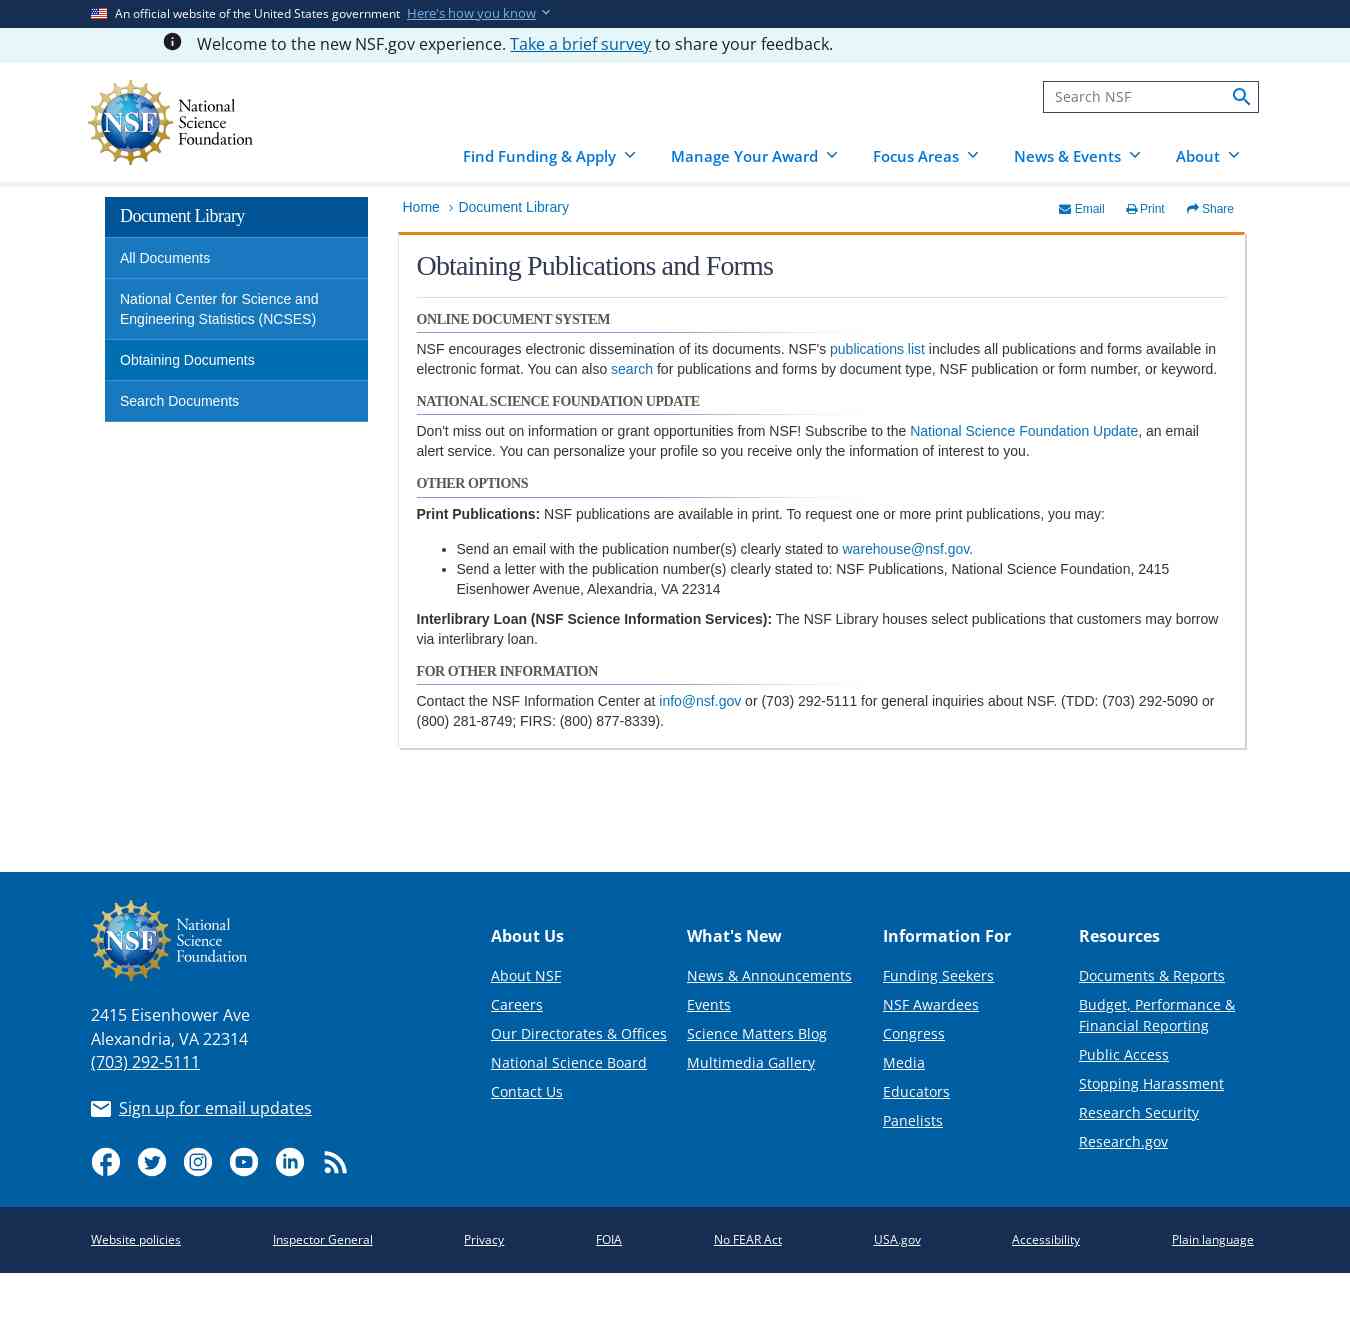 An official website of the United States government Here's how you know
Welcome to the new NSF.gov experience. Take a brief survey to share your feedback.
NSF
National
Science
Foundation
Search NSF
Find Funding & Apply Manage Your Award Focus Areas News & Events About
Document Library
All Documents
National Center for Science and
Engineering Statistics (NCSES)
Obtaining Documents
Search Documents
Home › Document Library
Email Print Share
Obtaining Publications and Forms
ONLINE DOCUMENT SYSTEM
NSF encourages electronic dissemination of its documents. NSF's publications list includes all publications and forms available in
electronic format. You can also search for publications and forms by document type, NSF publication or form number, or keyword.
NATIONAL SCIENCE FOUNDATION UPDATE
Don't miss out on information or grant opportunities from NSF! Subscribe to the National Science Foundation Update, an email
alert service. You can personalize your profile so you receive only the information of interest to you.
OTHER OPTIONS
Print Publications: NSF publications are available in print. To request one or more print publications, you may:
• Send an email with the publication number(s) clearly stated to warehouse@nsf.gov.
• Send a letter with the publication number(s) clearly stated to: NSF Publications, National Science Foundation, 2415
Eisenhower Avenue, Alexandria, VA 22314
Interlibrary Loan (NSF Science Information Services): The NSF Library houses select publications that customers may borrow
via interlibrary loan.
FOR OTHER INFORMATION
Contact the NSF Information Center at info@nsf.gov or (703) 292-5111 for general inquiries about NSF. (TDD: (703) 292-5090 or
(800) 281-8749; FIRS: (800) 877-8339).
NSF
National
Science
Foundation
2415 Eisenhower Ave
Alexandria, VA 22314
(703) 292-5111
Sign up for email updates
About Us
About NSF
Careers
Our Directorates & Offices
National Science Board
Contact Us
What's New
News & Announcements
Events
Science Matters Blog
Multimedia Gallery
Information For
Funding Seekers
NSF Awardees
Congress
Media
Educators
Panelists
Resources
Documents & Reports
Budget, Performance &
Financial Reporting
Public Access
Stopping Harassment
Research Security
Research.gov
Website policies Inspector General Privacy FOIA No FEAR Act USA.gov Accessibility Plain language